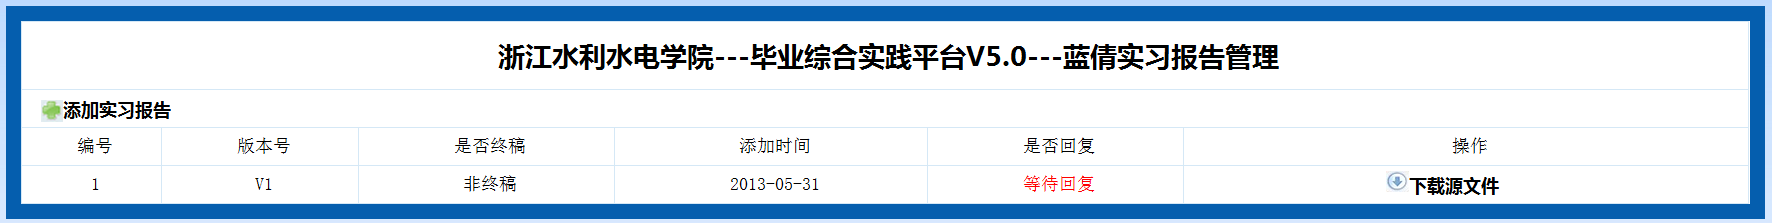 浙江水利水电学院---毕业综合实践平台V5.0---蓝倩实习报告管理
添加实习报告
编号 版本号 是否终稿 添加时间 是否回复 操作
1 V1 非终稿 2013-05-31 等待回复 下载源文件